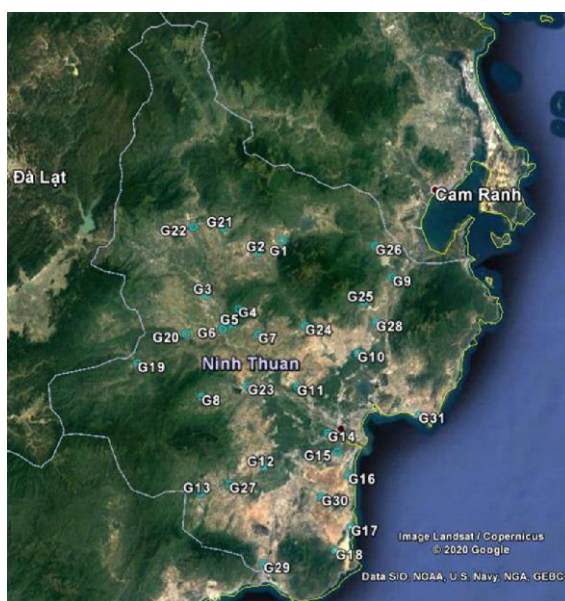 Đà Lạt
Cam Ranh
G22
G21
G2
G1
G26
G9
G3
G4
G25
G5
G6
G24
G28
G20
G7
G10
G19
Ninh Thuan
G23
G11
G8
G31
G14
G15
G12
G16
G13
G27
G30
G17
G18
G29
Image Landsat / Copernicus
© 2020 Google
Data SIO, NOAA, U.S. Navy, NGA, GEBC